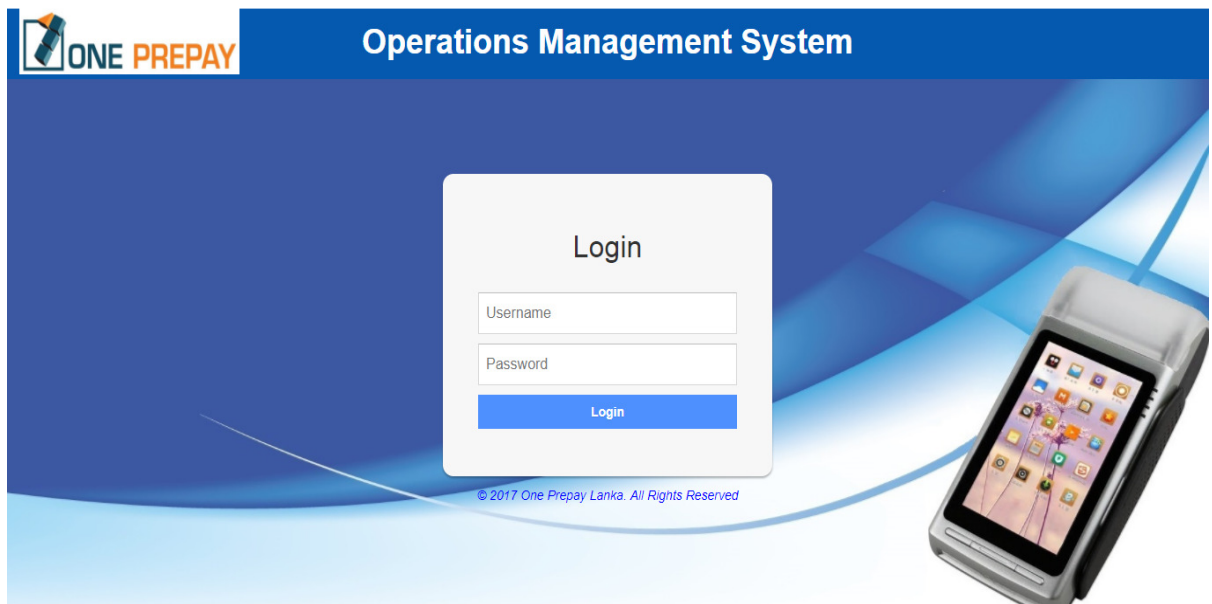 ONE PREPAY
Operations Management System
Login
Username
Password
Login
© 2017 One Prepay Lanka. All Rights Reserved